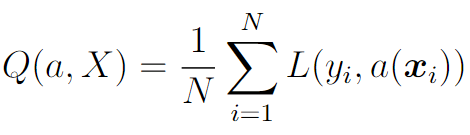 $Q(a, X) = \frac{1}{N} \sum_{i=1}^{N} L(y_i, a(\boldsymbol{x}_i))$